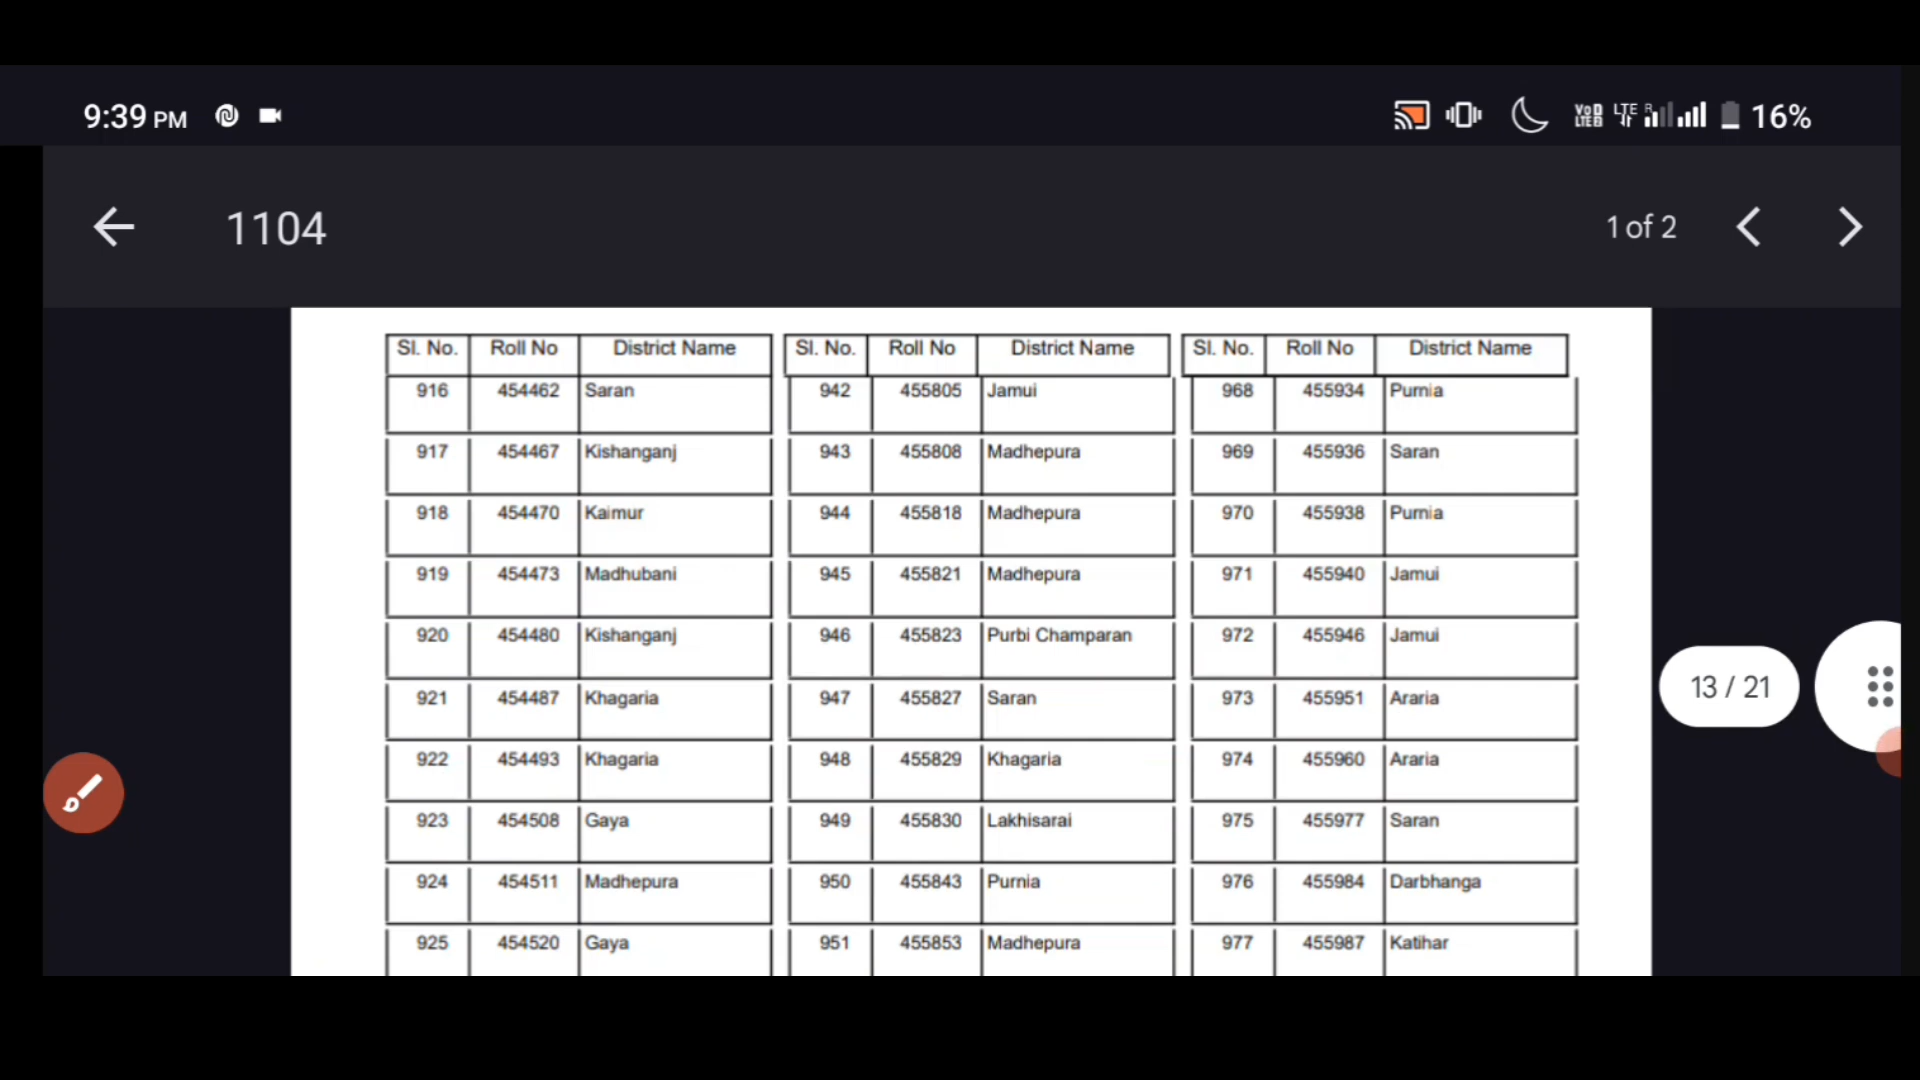 9:39 PM
VoD LTE2 LTE R 16%
1104
1 of 2
Sl. No. Roll No District Name Sl. No. Roll No District Name Sl. No. Roll No District Name
916 454462 Saran 942 455805 Jamui 968 455934 Purnia
917 454467 Kishanganj 943 455808 Madhepura 969 455936 Saran
918 454470 Kaimur 944 455818 Madhepura 970 455938 Purnia
919 454473 Madhubani 945 455821 Madhepura 971 455940 Jamui
920 454480 Kishanganj 946 455823 Purbi Champaran 972 455946 Jamui
921 454487 Khagaria 947 455827 Saran 973 455951 Araria
922 454493 Khagaria 948 455829 Khagaria 974 455960 Araria
923 454508 Gaya 949 455830 Lakhisarai 975 455977 Saran
924 454511 Madhepura 950 455843 Purnia 976 455984 Darbhanga
925 454520 Gaya 951 455853 Madhepura 977 455987 Katihar
13 / 21